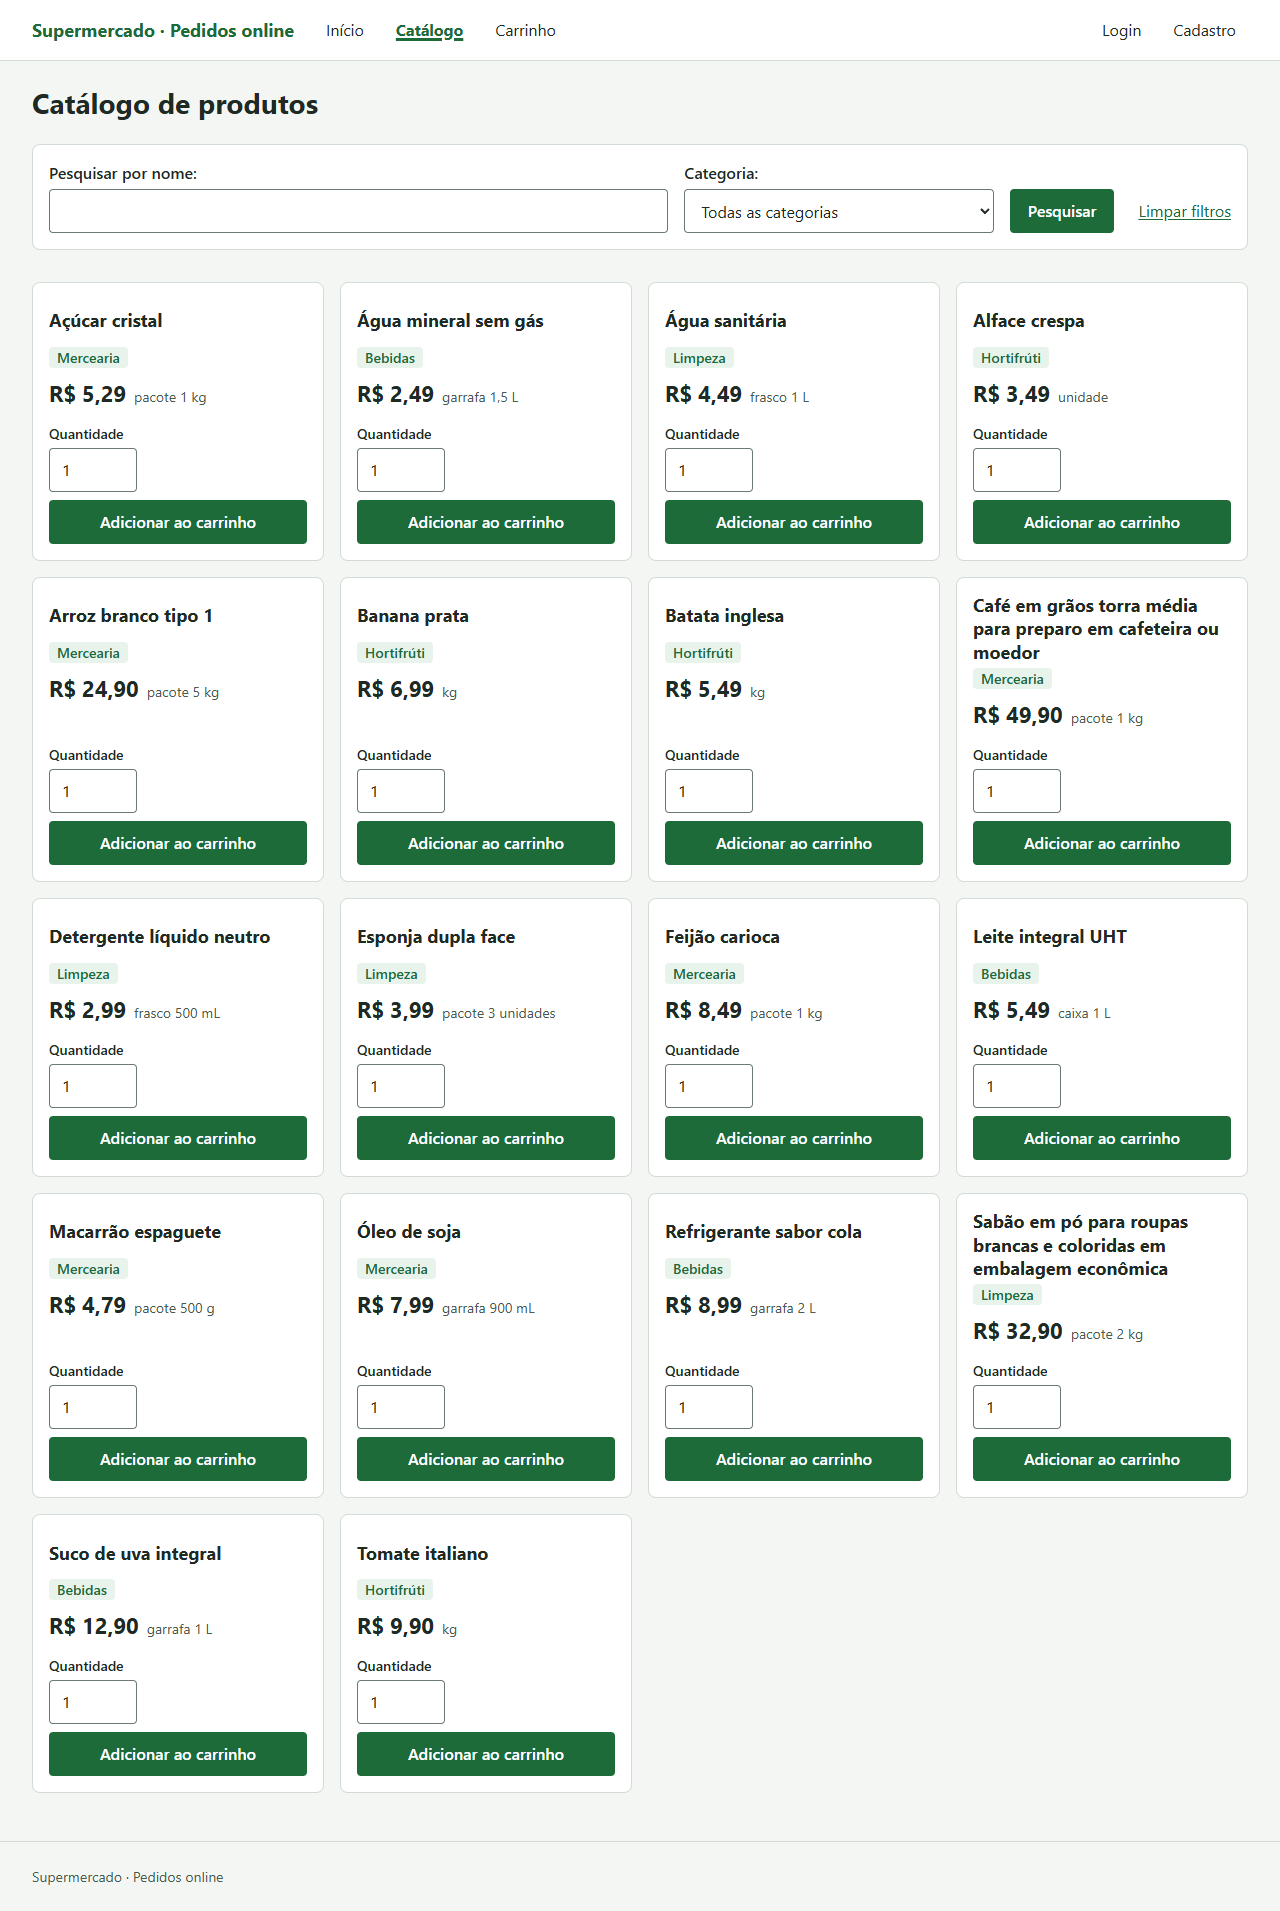 Supermercado · Pedidos online Início Catálogo Carrinho Login Cadastro
Catálogo de produtos
Pesquisar por nome: Categoria:
Todas as categorias Pesquisar Limpar filtros
Açúcar cristal
Mercearia
R$ 5,29 pacote 1 kg
Quantidade
1
Adicionar ao carrinho
Água mineral sem gás
Bebidas
R$ 2,49 garrafa 1,5 L
Quantidade
1
Adicionar ao carrinho
Água sanitária
Limpeza
R$ 4,49 frasco 1 L
Quantidade
1
Adicionar ao carrinho
Alface crespa
Hortifrúti
R$ 3,49 unidade
Quantidade
1
Adicionar ao carrinho
Arroz branco tipo 1
Mercearia
R$ 24,90 pacote 5 kg
Quantidade
1
Adicionar ao carrinho
Banana prata
Hortifrúti
R$ 6,99 kg
Quantidade
1
Adicionar ao carrinho
Batata inglesa
Hortifrúti
R$ 5,49 kg
Quantidade
1
Adicionar ao carrinho
Café em grãos torra média
para preparo em cafeteira ou
moedor
Mercearia
R$ 49,90 pacote 1 kg
Quantidade
1
Adicionar ao carrinho
Detergente líquido neutro
Limpeza
R$ 2,99 frasco 500 mL
Quantidade
1
Adicionar ao carrinho
Esponja dupla face
Limpeza
R$ 3,99 pacote 3 unidades
Quantidade
1
Adicionar ao carrinho
Feijão carioca
Mercearia
R$ 8,49 pacote 1 kg
Quantidade
1
Adicionar ao carrinho
Leite integral UHT
Bebidas
R$ 5,49 caixa 1 L
Quantidade
1
Adicionar ao carrinho
Macarrão espaguete
Mercearia
R$ 4,79 pacote 500 g
Quantidade
1
Adicionar ao carrinho
Óleo de soja
Mercearia
R$ 7,99 garrafa 900 mL
Quantidade
1
Adicionar ao carrinho
Refrigerante sabor cola
Bebidas
R$ 8,99 garrafa 2 L
Quantidade
1
Adicionar ao carrinho
Sabão em pó para roupas
brancas e coloridas em
embalagem econômica
Limpeza
R$ 32,90 pacote 2 kg
Quantidade
1
Adicionar ao carrinho
Suco de uva integral
Bebidas
R$ 12,90 garrafa 1 L
Quantidade
1
Adicionar ao carrinho
Tomate italiano
Hortifrúti
R$ 9,90 kg
Quantidade
1
Adicionar ao carrinho
Supermercado · Pedidos online